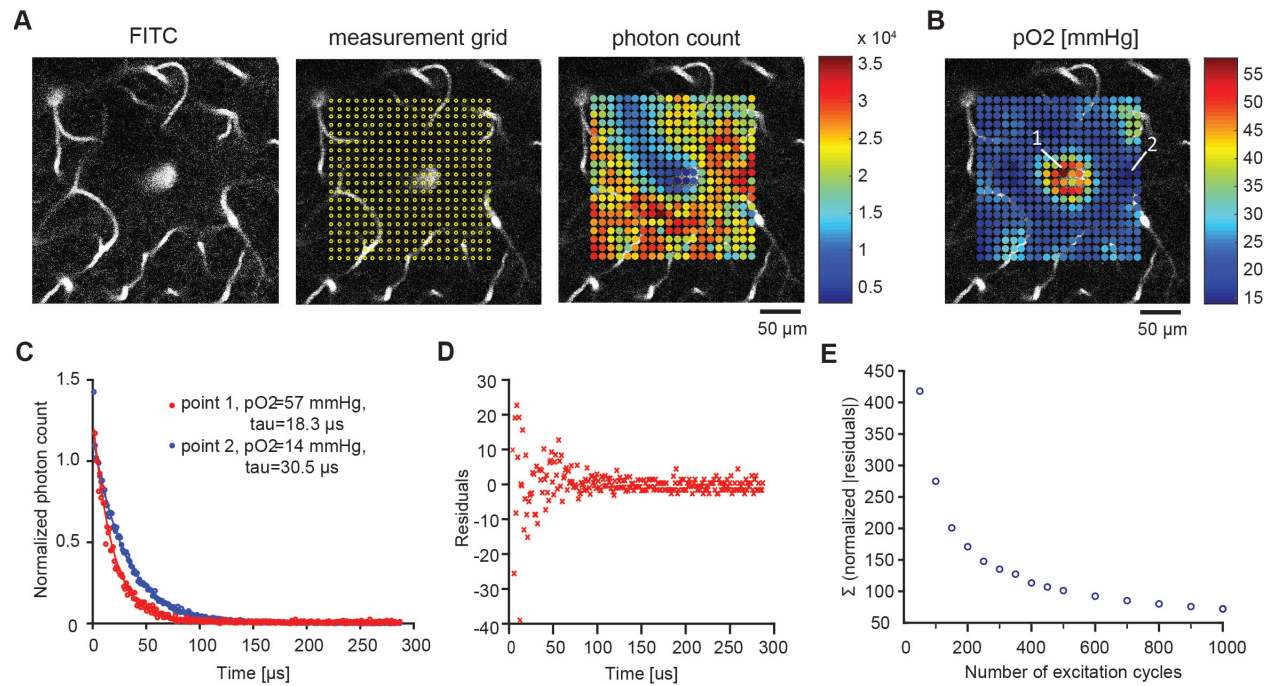 A
FITC
measurement grid
photon count
x 10⁴
3.5
3
2.5
2
1.5
1
0.5
50 µm
B
pO2 [mmHg]
1
2
55
50
45
40
35
30
25
20
15
50 µm
C
Normalized photon count
1.5
1.0
0.5
0
point 1, pO2=57 mmHg,
tau=18.3 µs
point 2, pO2=14 mmHg,
tau=30.5 µs
0 50 100 150 200 250 300
Time [µs]
D
Residuals
30
20
10
0
-10
-20
-30
-40
0 50 100 150 200 250 300
Time [us]
E
Σ (normalized |residuals|)
450
400
350
300
250
200
150
100
50
0 200 400 600 800 1000
Number of excitation cycles